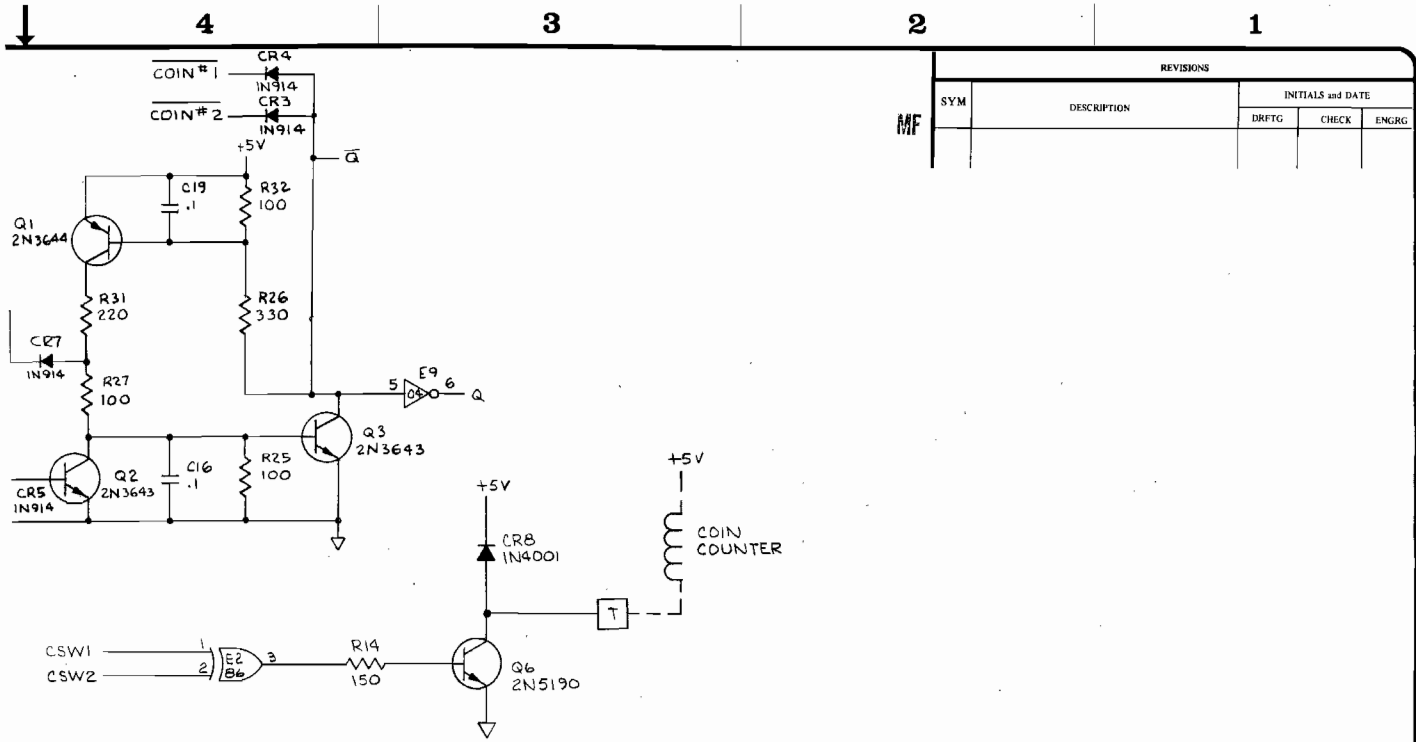 4 3 2 1
REVISIONS
SYM DESCRIPTION INITIALS and DATE
DRFTG CHECK ENGRG
MF
COIN #1
CR4
1N914
COIN #2
CR3
1N914
+5V
Q
C19
.1
R32
100
Q1
2N3644
R31
220
R26
330
CR7
1N914
R27
100
5 E9 6 Q
04
Q3
2N3643
Q2
2N3643
C16
.1
R25
100
CR5
1N914
+5V
CR8
1N4001
+5V
COIN
COUNTER
T
CSW1 1
CSW2 2
E2
86
3
R14
150
Q6
2N5190